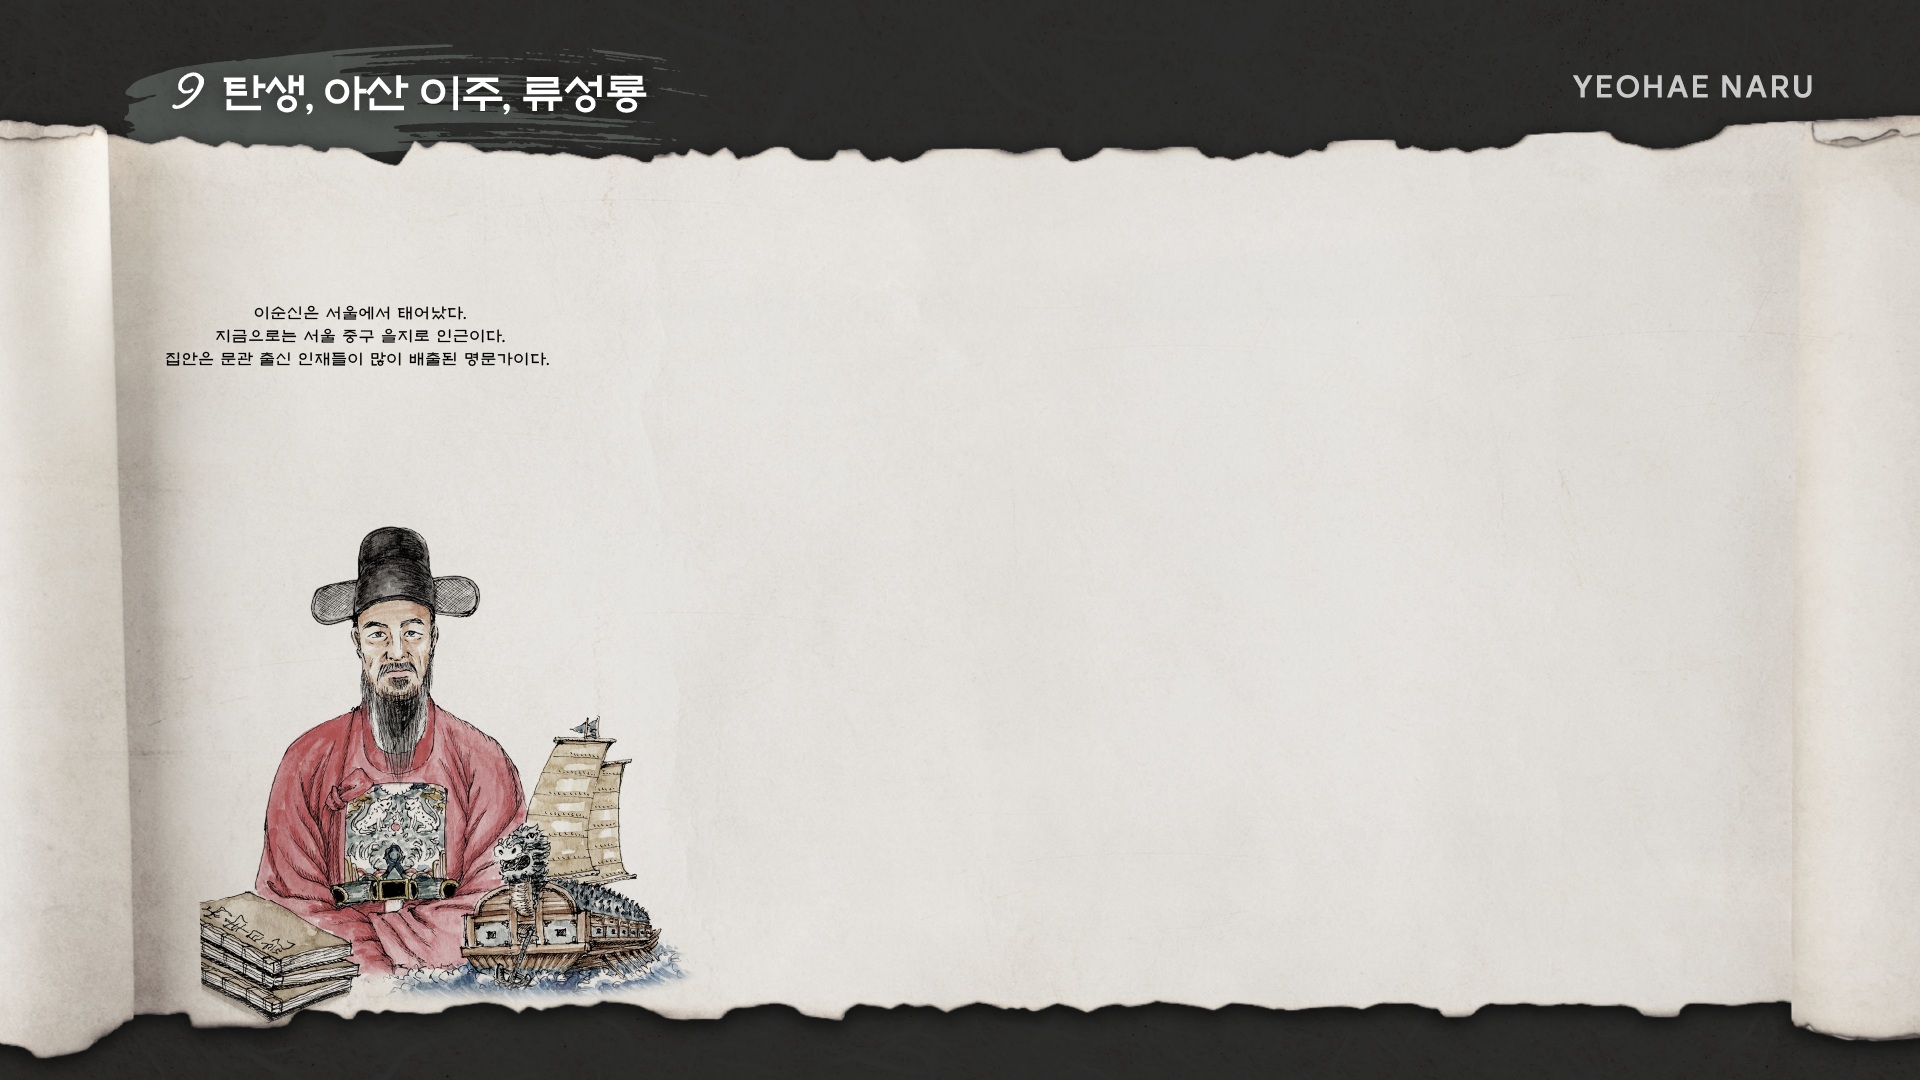 9 탄생, 아산 이주, 류성룡
YEOHAE NARU
이순신은 서울에서 태어났다.
지금으로는 서울 중구 을지로 인근이다.
집안은 문관 출신 인재들이 많이 배출된 명문가이다.